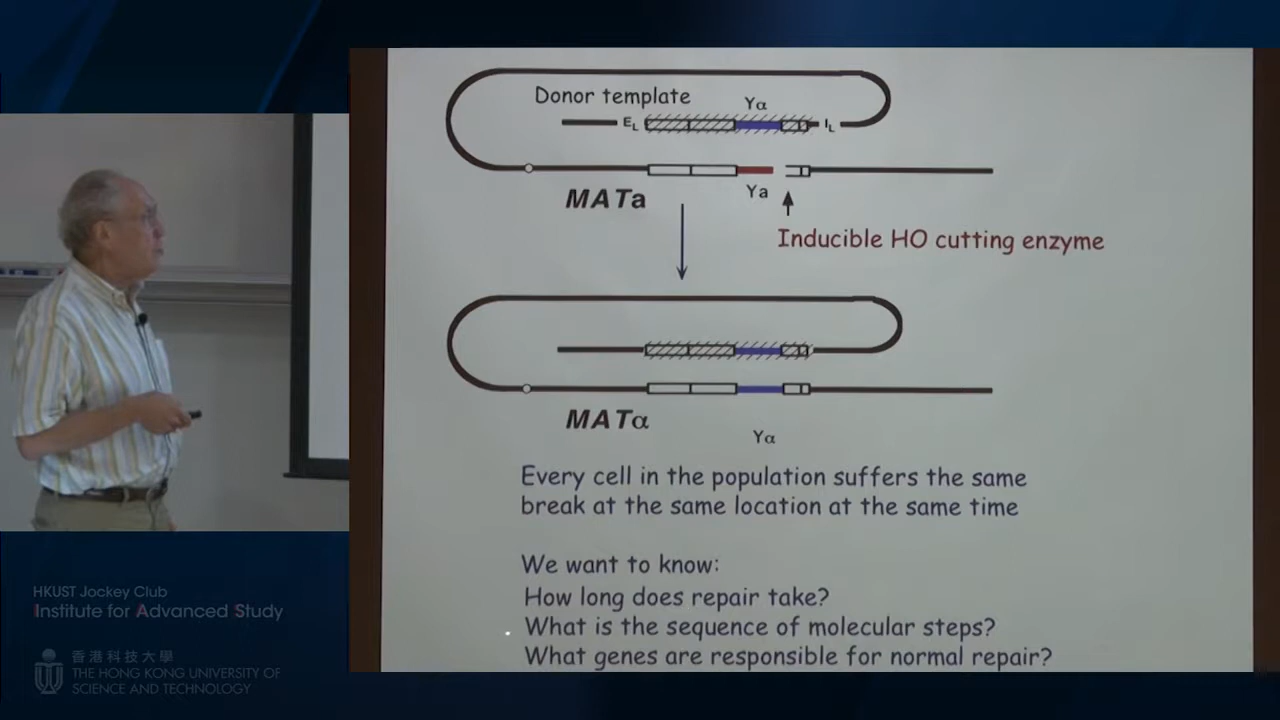 Donor template
Yα
E_L
I_L
MATa
Ya
Inducible HO cutting enzyme
MATα
Yα
Every cell in the population suffers the same
break at the same location at the same time
We want to know:
How long does repair take?
What is the sequence of molecular steps?
What genes are responsible for normal repair?
HKUST Jockey Club
Institute for Advanced Study
香港科技大學
THE HONG KONG UNIVERSITY OF
SCIENCE AND TECHNOLOGY